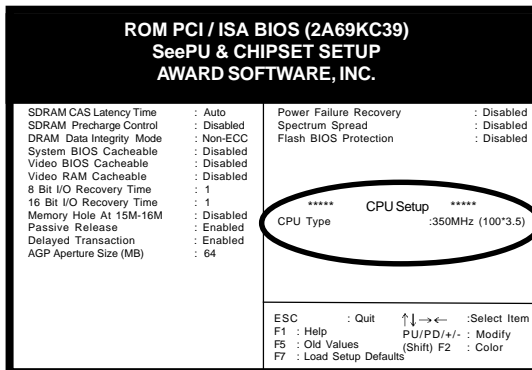 ROM PCI / ISA BIOS (2A69KC39)
SeePU & CHIPSET SETUP
AWARD SOFTWARE, INC.
SDRAM CAS Latency Time : Auto
SDRAM Precharge Control : Disabled
DRAM Data Integrity Mode : Non-ECC
System BIOS Cacheable : Disabled
Video BIOS Cacheable : Disabled
Video RAM Cacheable : Disabled
8 Bit I/O Recovery Time : 1
16 Bit I/O Recovery Time : 1
Memory Hole At 15M-16M : Disabled
Passive Release : Enabled
Delayed Transaction : Enabled
AGP Aperture Size (MB) : 64
Power Failure Recovery : Disabled
Spectrum Spread : Disabled
Flash BIOS Protection : Disabled
***** CPU Setup *****
CPU Type :350MHz (100*3.5)
ESC : Quit ↑↓→← :Select Item
F1 : Help PU/PD/+/- : Modify
F5 : Old Values (Shift) F2 : Color
F7 : Load Setup Defaults